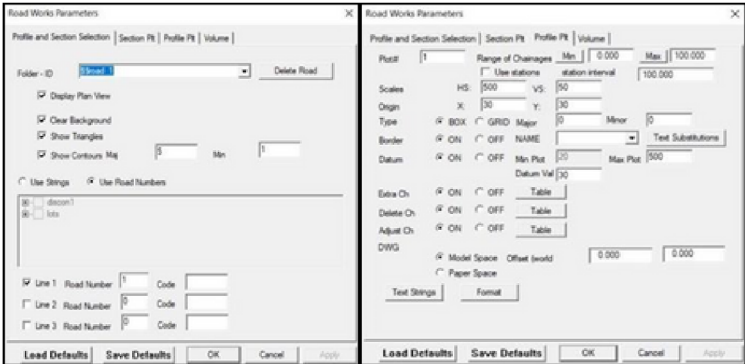 Road Works Parameters
Profile and Section Selection Section Plt Profile Plt Volume
Folder - ID $$road_1 Delete Road
Display Plan View
Clear Background
Show Triangles
Show Contours Maj 5 Min 1
Use Strings Use Road Numbers
discon1
lots
Line 1 Road Number 1 Code
Line 2 Road Number 0 Code
Line 3 Road Number 0 Code
Load Defaults Save Defaults OK Cancel Apply
Road Works Parameters
Profile and Section Selection Section Plt Profile Plt Volume
Plot# 1 Range of Chainages Min 0.000 Max 100.000
Use stations station interval 100.000
Scales HS: 500 VS: 50
Origin X: 30 Y: 30
Type BOX GRID Major 0 Minor 0
Border ON OFF NAME Text Substitutions
Datum ON OFF Min Plot 20 Max Plot 500
Datum Val 30
Extra Ch ON OFF Table
Delete Ch ON OFF Table
Adjust Ch ON OFF Table
DWG
Model Space Offset (world 0.000 0.000
Paper Space
Text Strings Format
Load Defaults Save Defaults OK Cancel Apply